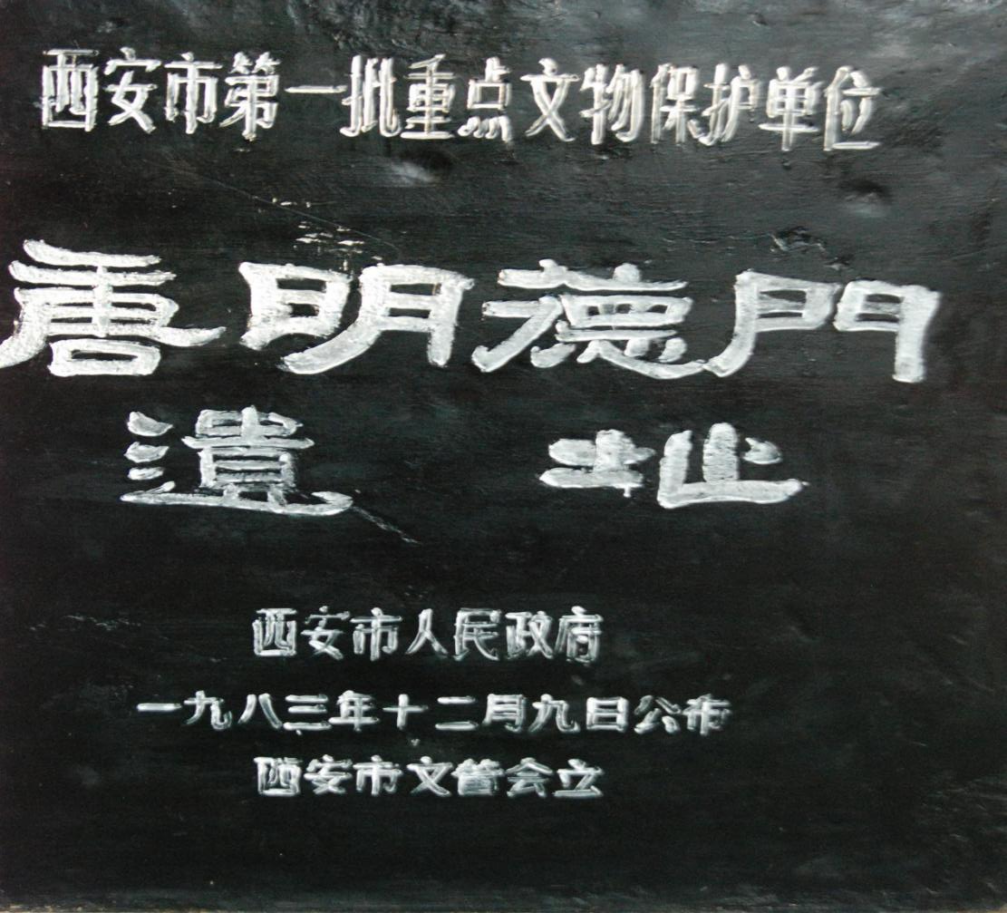 西安市第一批重点文物保护单位
唐明德門
遺址
西安市人民政府
一九八三年十二月九日公布
西安市文管会立